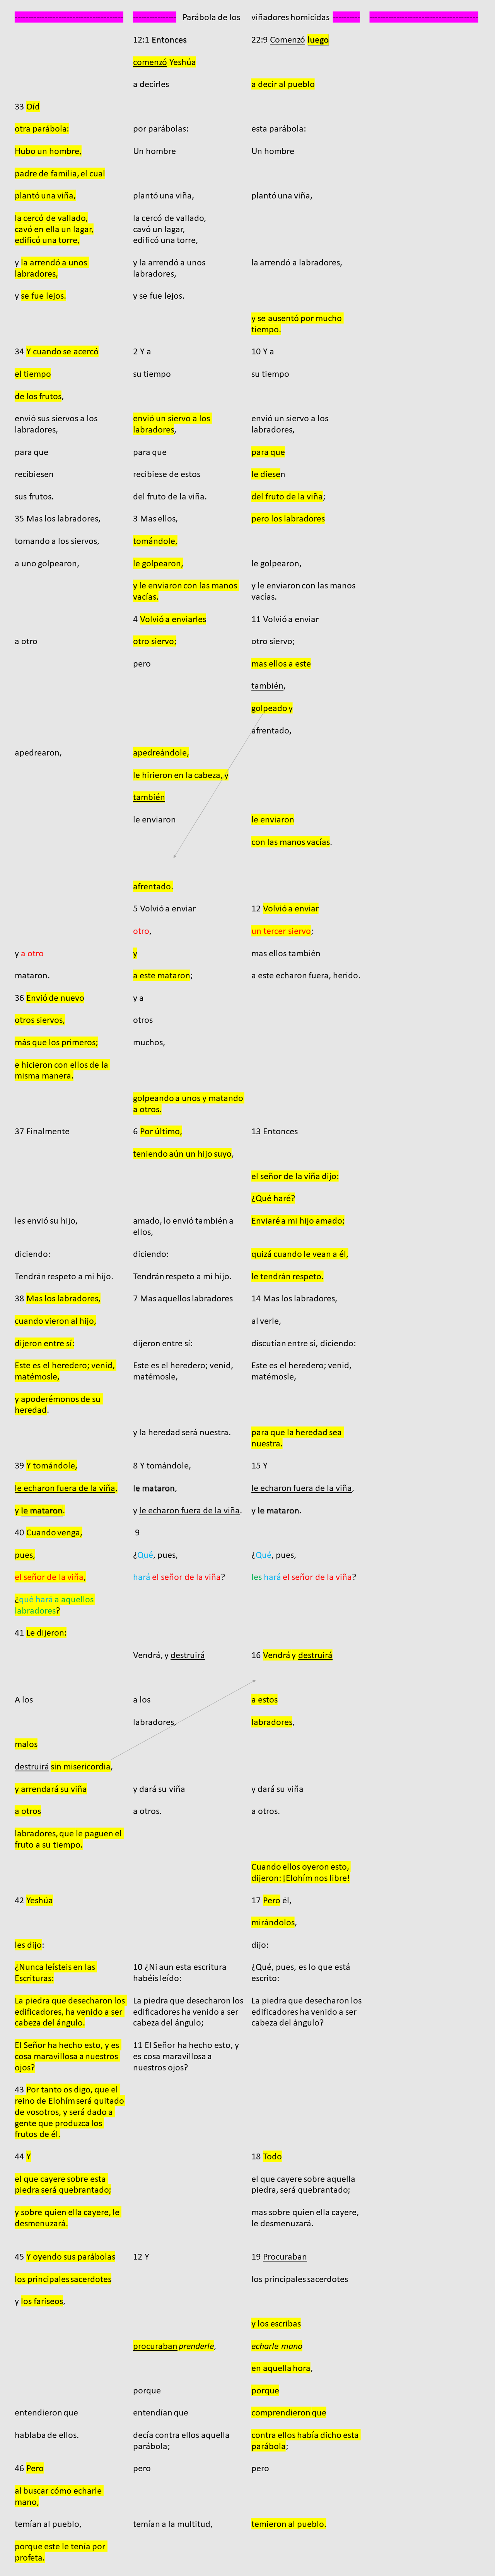 Parábola de los viñadores homicidas
12:1 Entonces 22:9 Comenzó luego
comenzó Yeshúa
a decirles a decir al pueblo
33 Oíd
otra parábola: por parábolas: esta parábola:
Hubo un hombre, Un hombre Un hombre
padre de familia, el cual
plantó una viña, plantó una viña, plantó una viña,
la cercó de vallado, la cercó de vallado,
cavó en ella un lagar, cavó un lagar,
edificó una torre, edificó una torre,
y la arrendó a unos y la arrendó a unos la arrendó a labradores,
labradores, labradores,
y se fue lejos. y se fue lejos.
y se ausentó por mucho
tiempo.
34 Y cuando se acercó 2 Y a 10 Y a
el tiempo su tiempo su tiempo
de los frutos,
envió sus siervos a los envió un siervo a los envió un siervo a los
labradores, labradores, labradores,
para que para que para que
recibiesen recibiese de estos le diesen
sus frutos. del fruto de la viña. del fruto de la viña;
35 Mas los labradores, 3 Mas ellos, pero los labradores
tomando a los siervos, tomándole,
a uno golpearon, le golpearon, le golpearon,
y le enviaron con las manos y le enviaron con las manos
vacías. vacías.
4 Volvió a enviarles 11 Volvió a enviar
a otro otro siervo; otro siervo;
pero mas ellos a este
también,
golpeado y
afrentado,
apedrearon, apedreándole,
le hirieron en la cabeza, y
también
le enviaron le enviaron
con las manos vacías.
afrentado.
5 Volvió a enviar 12 Volvió a enviar
otro, un tercer siervo;
y a otro y mas ellos también
mataron. a este mataron; a este echaron fuera, herido.
36 Envió de nuevo y a
otros siervos, otros
más que los primeros; muchos,
e hicieron con ellos de la
misma manera.
golpeando a unos y matando
a otros.
37 Finalmente 6 Por último, 13 Entonces
teniendo aún un hijo suyo,
el señor de la viña dijo:
¿Qué haré?
les envió su hijo, amado, lo envió también a Enviaré a mi hijo amado;
ellos,
diciendo: diciendo: quizá cuando le vean a él,
Tendrán respeto a mi hijo. Tendrán respeto a mi hijo. le tendrán respeto.
38 Mas los labradores, 7 Mas aquellos labradores 14 Mas los labradores,
cuando vieron al hijo, al verle,
dijeron entre sí: dijeron entre sí: discutían entre sí, diciendo:
Este es el heredero; venid, Este es el heredero; venid, Este es el heredero; venid,
matémosle, matémosle, matémosle,
y apoderémonos de su
heredad.
y la heredad será nuestra. para que la heredad sea
nuestra.
39 Y tomándole, 8 Y tomándole, 15 Y
le echaron fuera de la viña, le mataron, le echaron fuera de la viña,
y le mataron. y le echaron fuera de la viña. y le mataron.
40 Cuando venga, 9
pues, ¿Qué, pues, ¿Qué, pues,
el señor de la viña, hará el señor de la viña? les hará el señor de la viña?
¿qué hará a aquellos
labradores?
41 Le dijeron:
Vendrá, y destruirá 16 Vendrá y destruirá
A los a los a estos
labradores, labradores,
malos
destruirá sin misericordia,
y arrendará su viña y dará su viña y dará su viña
a otros a otros. a otros.
labradores, que le paguen el
fruto a su tiempo.
Cuando ellos oyeron esto,
dijeron: ¡Elohím nos libre!
42 Yeshúa 17 Pero él,
mirándolos,
les dijo: dijo:
¿Nunca leísteis en las 10 ¿Ni aun esta escritura ¿Qué, pues, es lo que está
Escrituras: habéis leído: escrito:
La piedra que desecharon los La piedra que desecharon los La piedra que desecharon los
edificadores, ha venido a ser edificadores ha venido a ser edificadores ha venido a ser
cabeza del ángulo. cabeza del ángulo; cabeza del ángulo?
El Señor ha hecho esto, y es 11 El Señor ha hecho esto, y
cosa maravillosa a nuestros es cosa maravillosa a
ojos? nuestros ojos?
43 Por tanto os digo, que el
reino de Elohím será quitado
de vosotros, y será dado a
gente que produzca los
frutos de él.
44 Y 18 Todo
el que cayere sobre esta el que cayere sobre aquella
piedra será quebrantado; piedra, será quebrantado;
y sobre quien ella cayere, le mas sobre quien ella cayere,
desmenuzará. le desmenuzará.
45 Y oyendo sus parábolas 12 Y 19 Procuraban
los principales sacerdotes los principales sacerdotes
y los fariseos,
y los escribas
procuraban prenderle, echarle mano
en aquella hora,
porque porque
entendieron que entendían que comprendieron que
hablaba de ellos. decía contra ellos aquella contra ellos había dicho esta
parábola; parábola;
46 Pero pero pero
al buscar cómo echarle
mano,
temían al pueblo, temían a la multitud, temieron al pueblo.
porque este le tenía por
profeta.